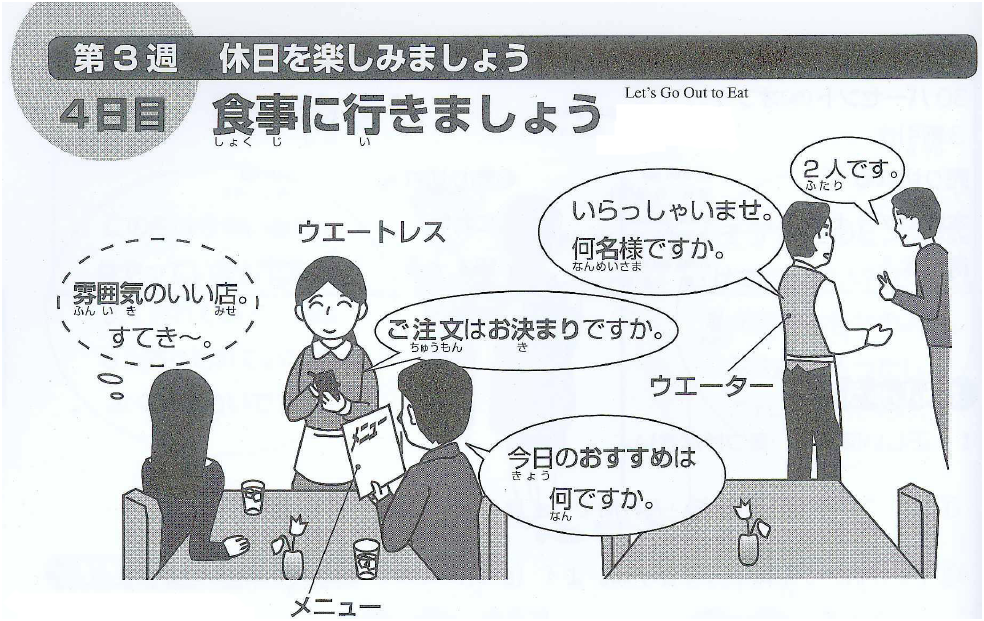 第3週 休日を楽しみましょう
4日目 食事に行きましょう
しょく じ い
Let's Go Out to Eat
雰囲気のいい店。
ふん い き みせ
すてき〜。
ウエートレス
ご注文はお決まりですか。
ちゅうもん き
メニュー
今日のおすすめは
きょう
何ですか。
なん
メニュー
いらっしゃいませ。
何名様ですか。
なんめいさま
2人です。
ふたり
ウエーター